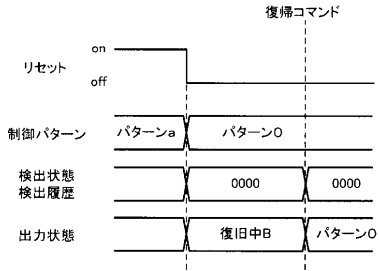 復帰コマンド
on
リセット
off
制御パターン パターンa パターン0
検出状態
検出履歴 0000 0000
出力状態 復旧中B パターン0